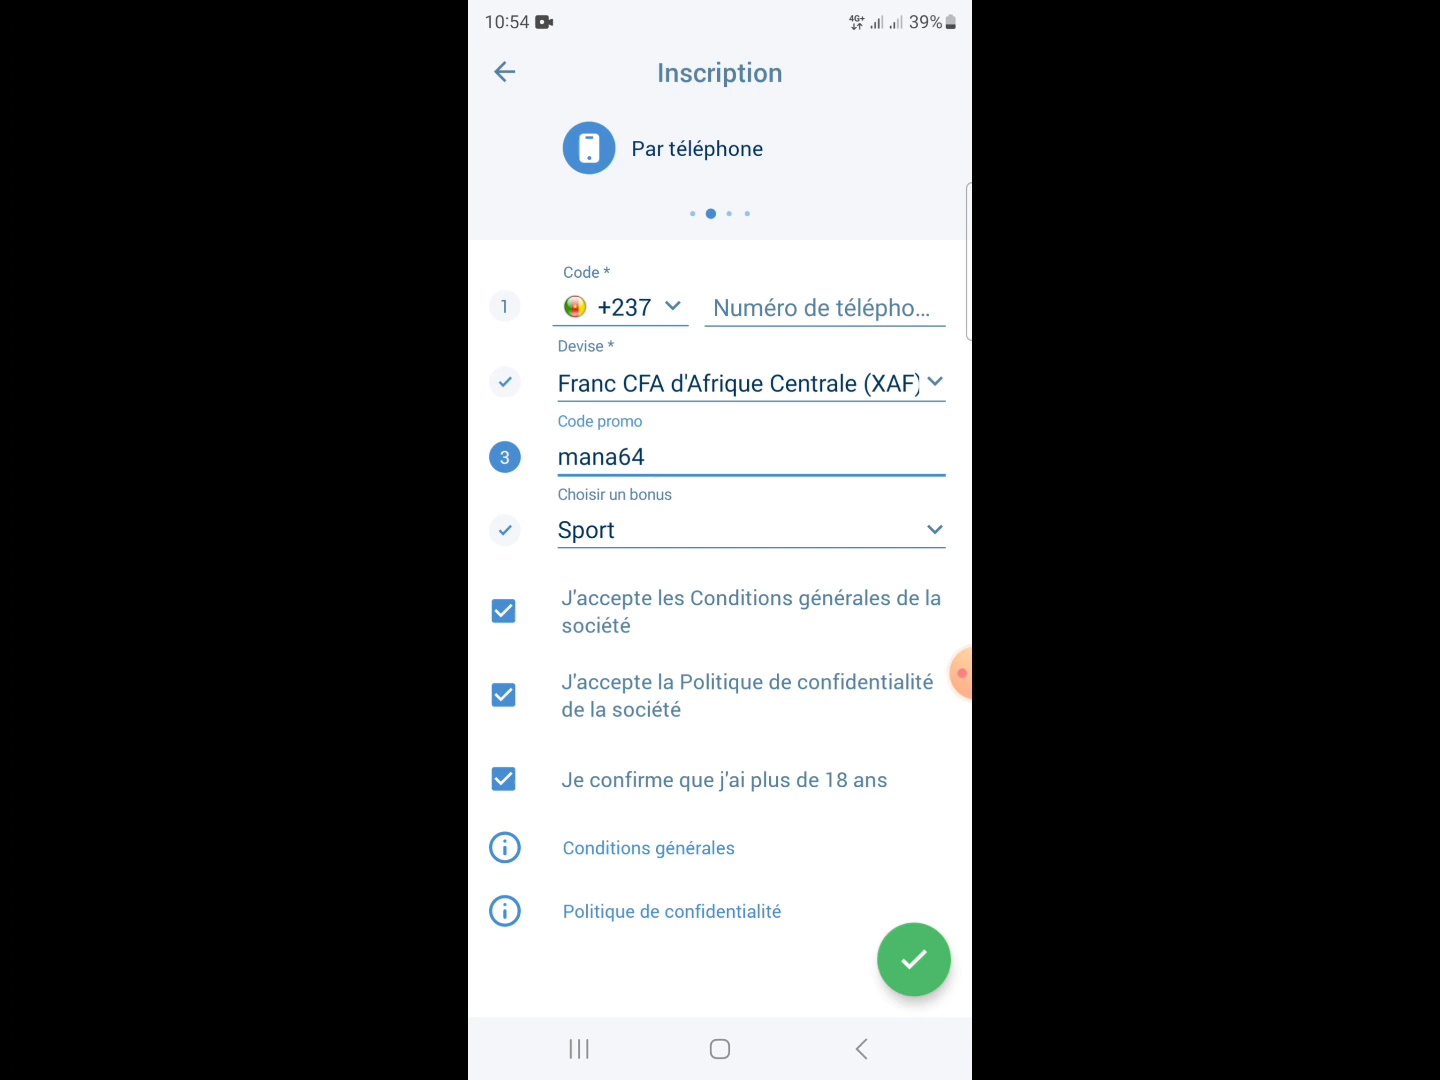 10:54
4G+
39%
Inscription
Par téléphone
Code *
1
+237
Numéro de télépho...
Devise *
Franc CFA d'Afrique Centrale (XAF)
Code promo
3
mana64
Choisir un bonus
Sport
J'accepte les Conditions générales de la
société
J'accepte la Politique de confidentialité
de la société
Je confirme que j'ai plus de 18 ans
Conditions générales
Politique de confidentialité